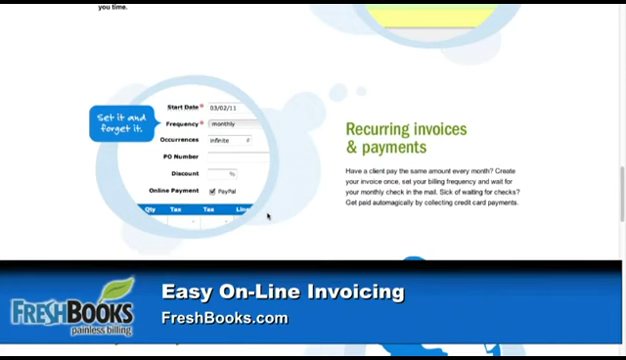 you time.
Set it and
forget it.
Start Date * 03/02/11
Frequency * monthly
Occurrences infinite
PO Number
Discount %
Online Payment PayPal
Qty Tax Tax Line
Recurring invoices
& payments
Have a client pay the same amount every month? Create
your invoice once, set your billing frequency and wait for
your monthly check in the mail. Sick of waiting for checks?
Get paid automagically by collecting credit card payments.
FRESHBOOKS
painless billing
Easy On-Line Invoicing
FreshBooks.com